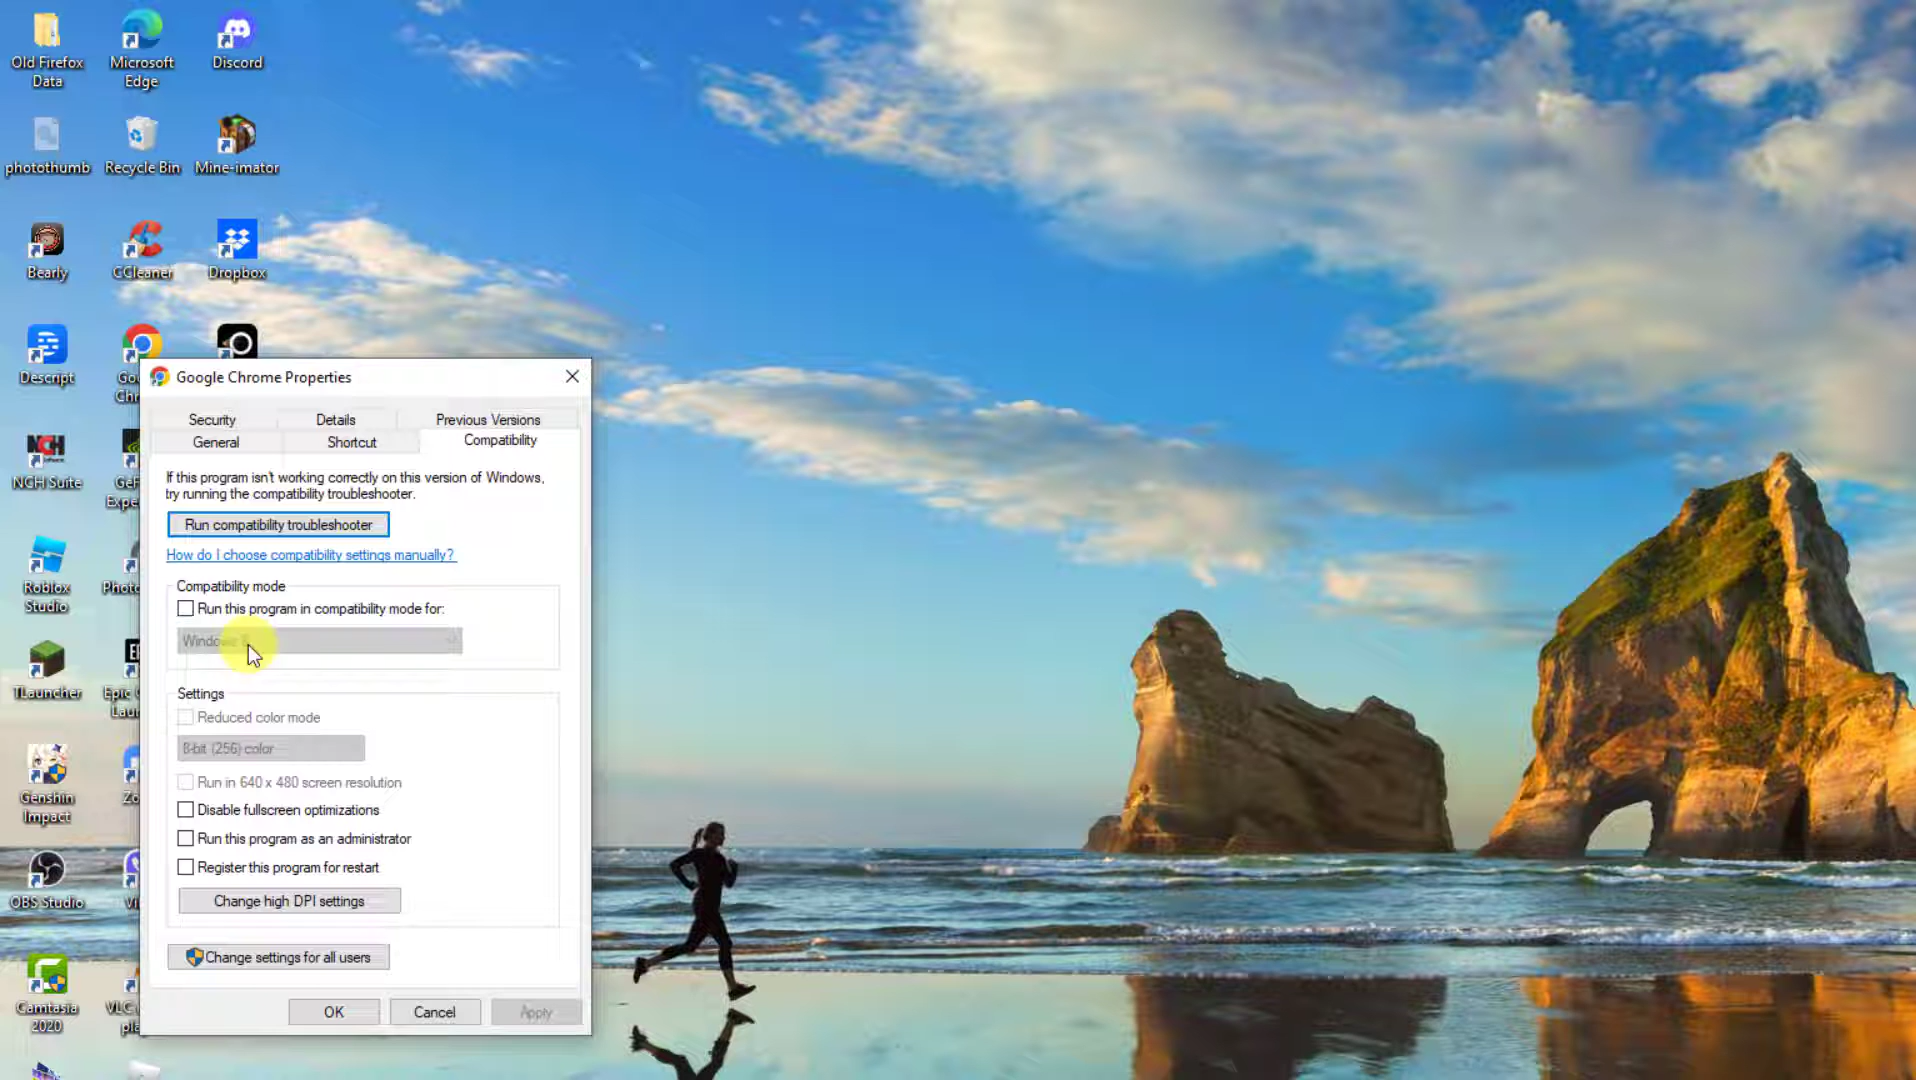 Old Firefox
Data
Microsoft
Edge
Discord
photothumb
Recycle Bin
Mine-imator
Bearly
CCleaner
Dropbox
Descript
NCH Suite
Roblox
Studio
TLauncher
Genshin
Impact
OBS Studio
Camtasia
2020
Google Chrome Properties
Security
Details
Previous Versions
General
Shortcut
Compatibility
If this program isn't working correctly on this version of Windows,
try running the compatibility troubleshooter.
Run compatibility troubleshooter
How do I choose compatibility settings manually?
Compatibility mode
Run this program in compatibility mode for:
Windows 8
Settings
Reduced color mode
8-bit (256) color
Run in 640 x 480 screen resolution
Disable fullscreen optimizations
Run this program as an administrator
Register this program for restart
Change high DPI settings
Change settings for all users
OK
Cancel
Apply